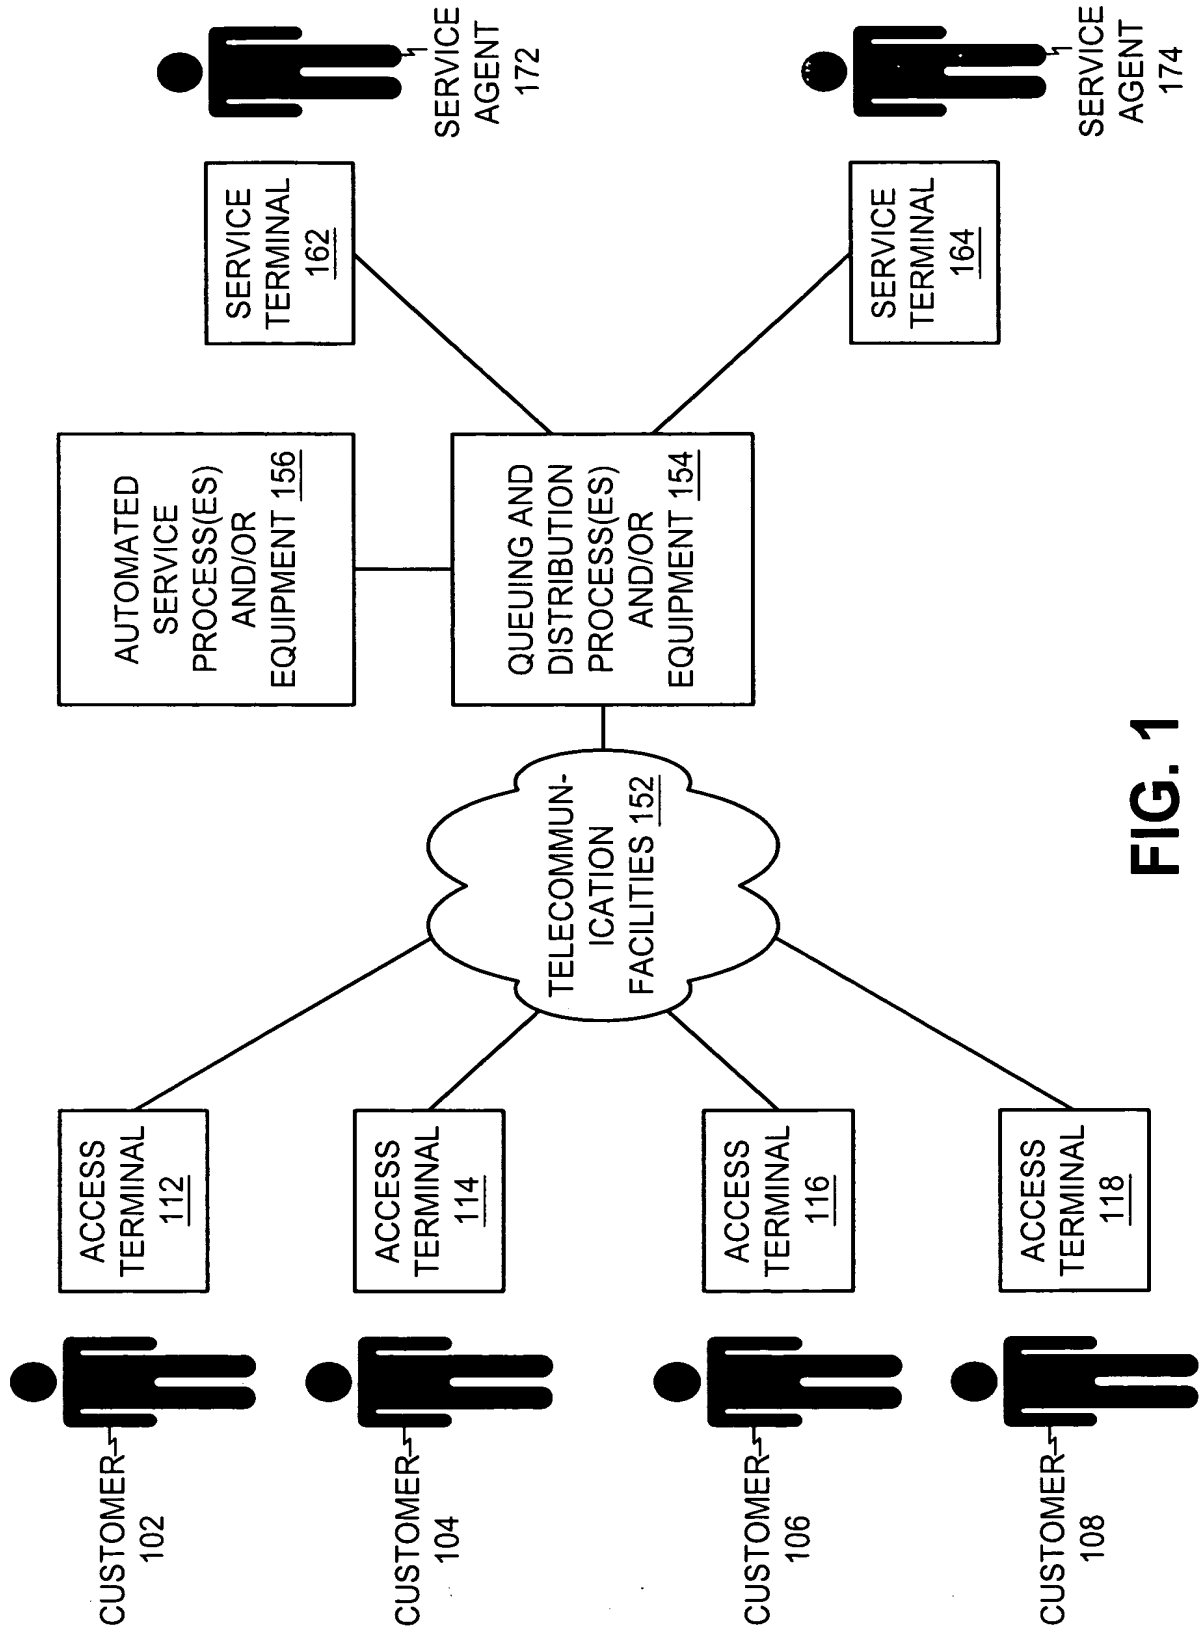 CUSTOMER
102
ACCESS
TERMINAL
112
CUSTOMER
104
ACCESS
TERMINAL
114
CUSTOMER
106
ACCESS
TERMINAL
116
CUSTOMER
108
ACCESS
TERMINAL
118
TELECOMMUN-
ICATION
FACILITIES 152
AUTOMATED
SERVICE
PROCESS(ES)
AND/OR
EQUIPMENT 156
QUEUING AND
DISTRIBUTION
PROCESS(ES)
AND/OR
EQUIPMENT 154
SERVICE
TERMINAL
162
SERVICE
AGENT
172
SERVICE
TERMINAL
164
SERVICE
AGENT
174
FIG. 1